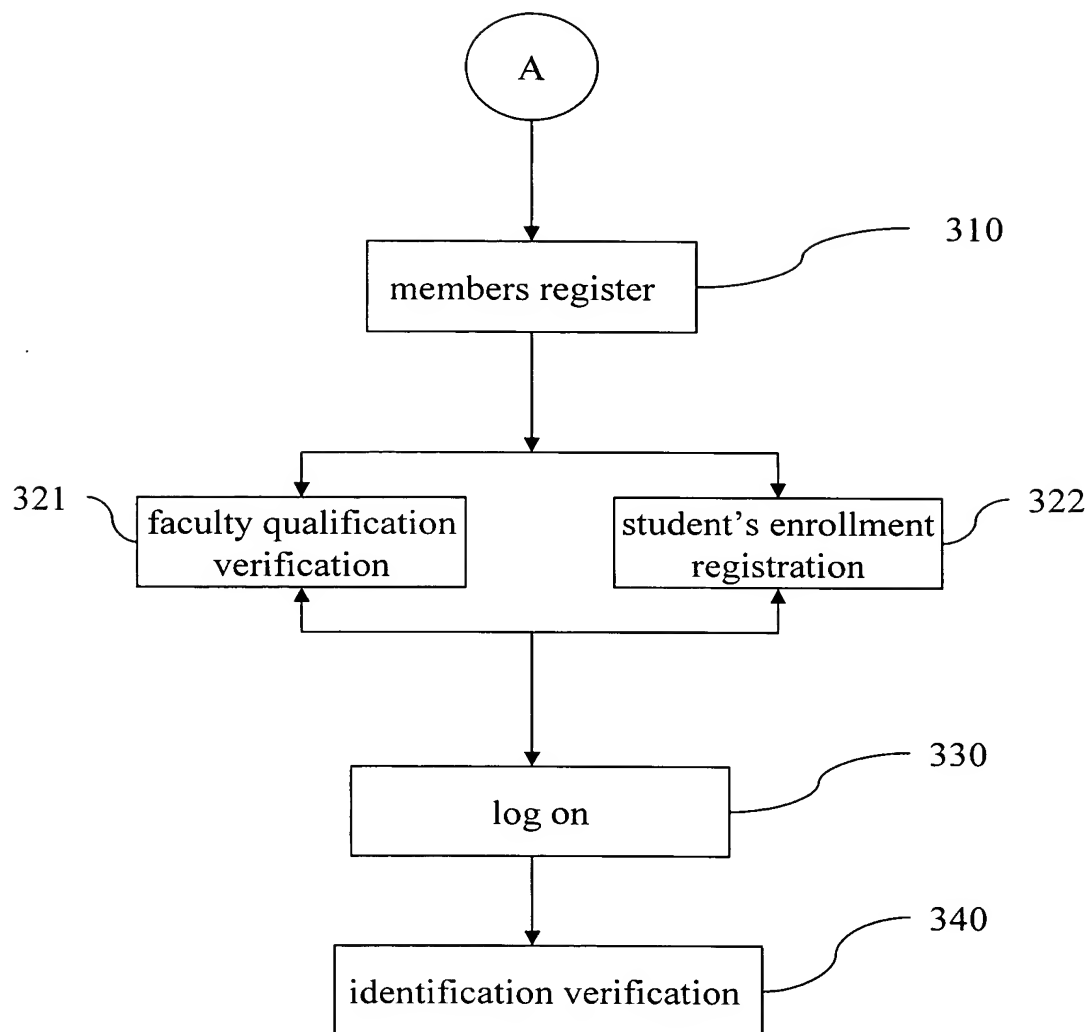 A
310
members register
321
faculty qualification
verification
student's enrollment
registration
322
330
log on
340
identification verification